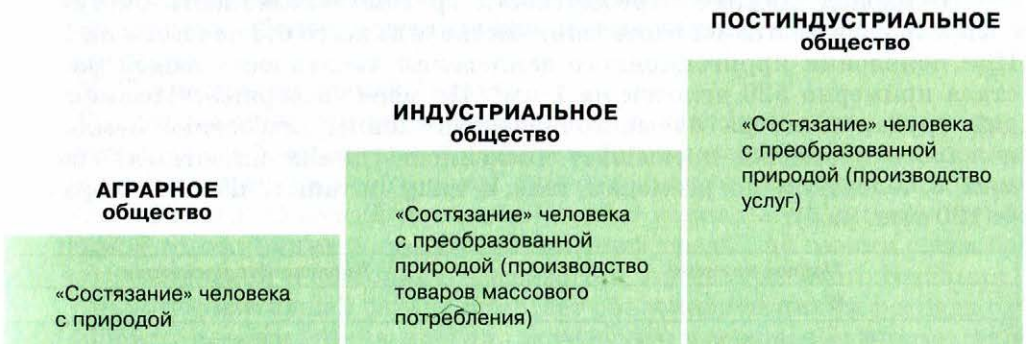 ПОСТИНДУСТРИАЛЬНОЕ
общество
«Состязание» человека
с преобразованной
природой (производство
услуг)
ИНДУСТРИАЛЬНОЕ
общество
«Состязание» человека
с преобразованной
природой (производство
товаров массового
потребления)
АГРАРНОЕ
общество
«Состязание» человека
с природой